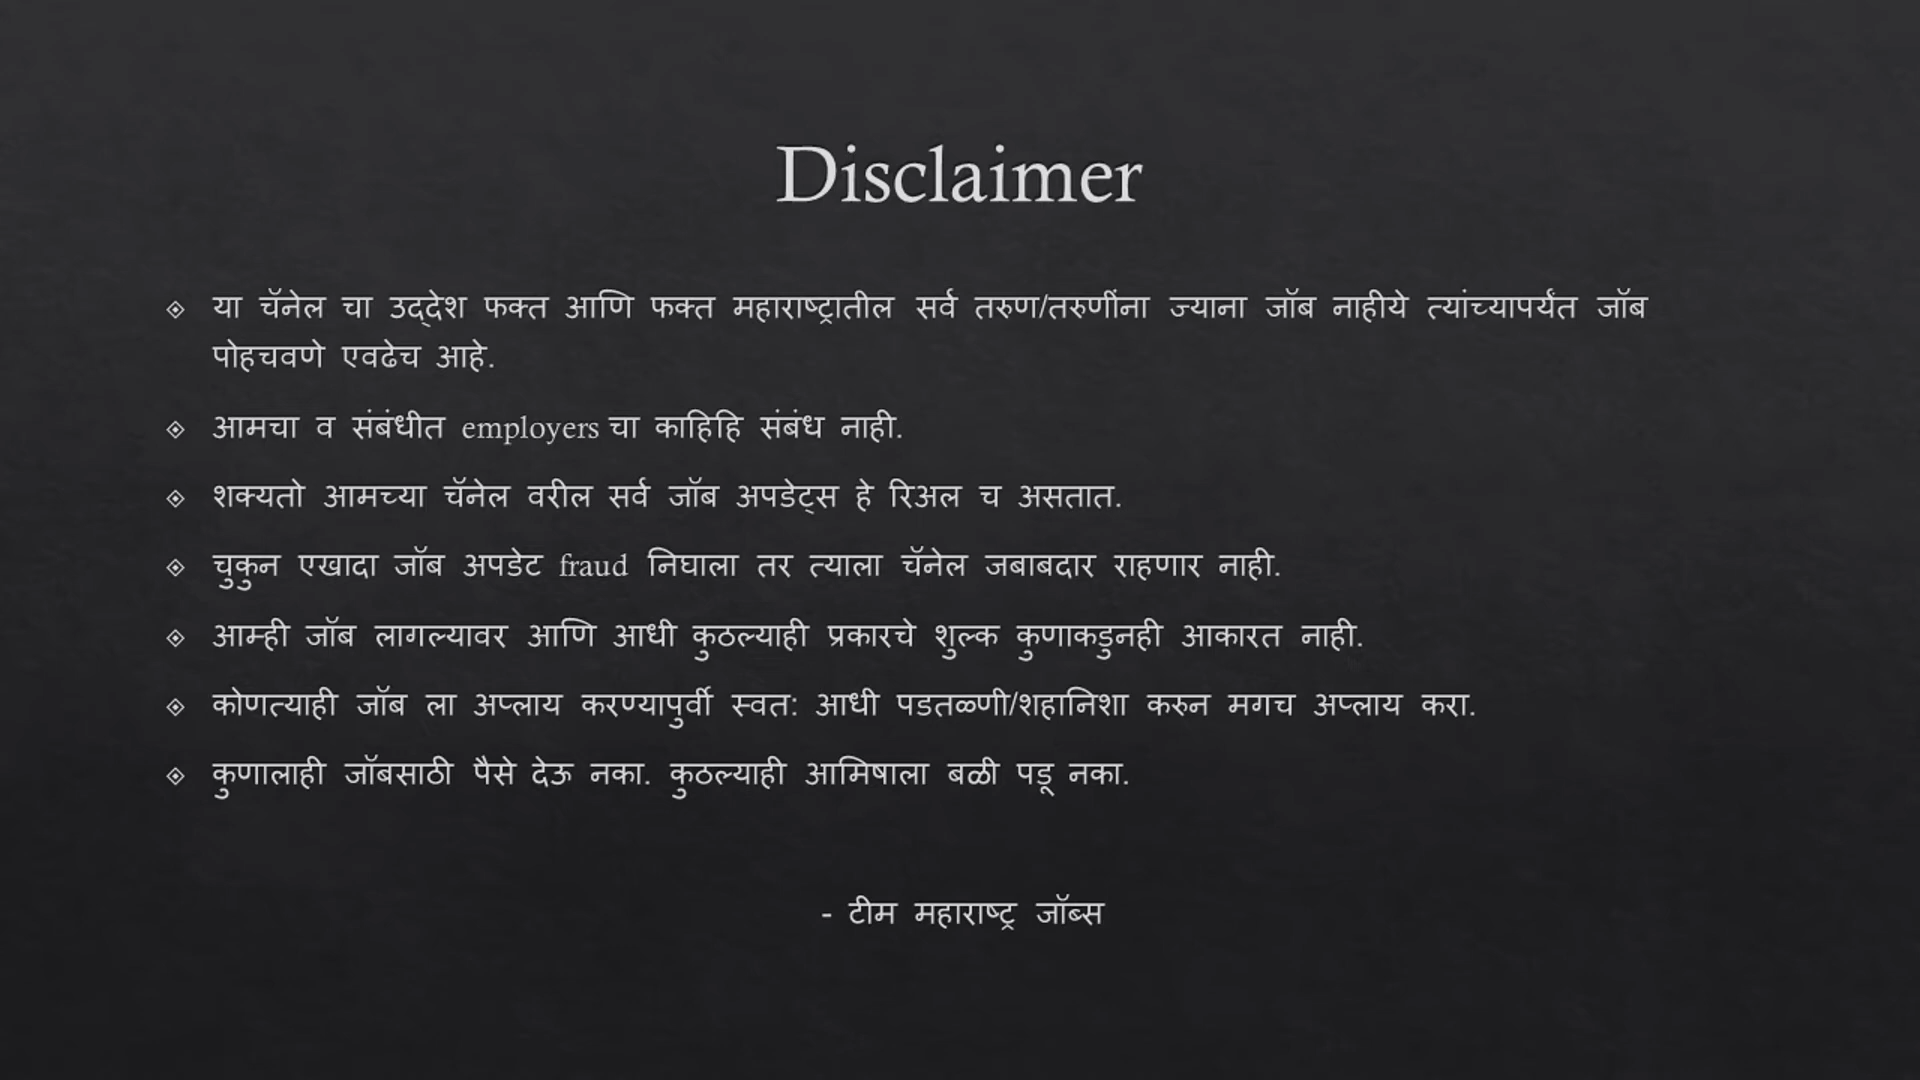 Disclaimer
या चॅनेल चा उद्देश फक्त आणि फक्त महाराष्ट्रातील सर्व तरुण/तरुणींना ज्याना जॉब नाहीये त्यांच्यापर्यंत जॉब
पोहचवणे एवढेच आहे.
आमचा व संबंधीत employers चा काहिहि संबंध नाही.
शक्यतो आमच्या चॅनेल वरील सर्व जॉब अपडेट्स हे रिअल च असतात.
चुकुन एखादा जॉब अपडेट fraud निघाला तर त्याला चॅनेल जबाबदार राहणार नाही.
आम्ही जॉब लागल्यावर आणि आधी कुठल्याही प्रकारचे शुल्क कुणाकडुनही आकारत नाही.
कोणत्याही जॉब ला अप्लाय करण्यापुर्वी स्वत: आधी पडतळ्णी/शहानिशा करुन मगच अप्लाय करा.
कुणालाही जॉबसाठी पैसे देऊ नका. कुठल्याही आमिषाला बळी पडू नका.
- टीम महाराष्ट्र जॉब्स